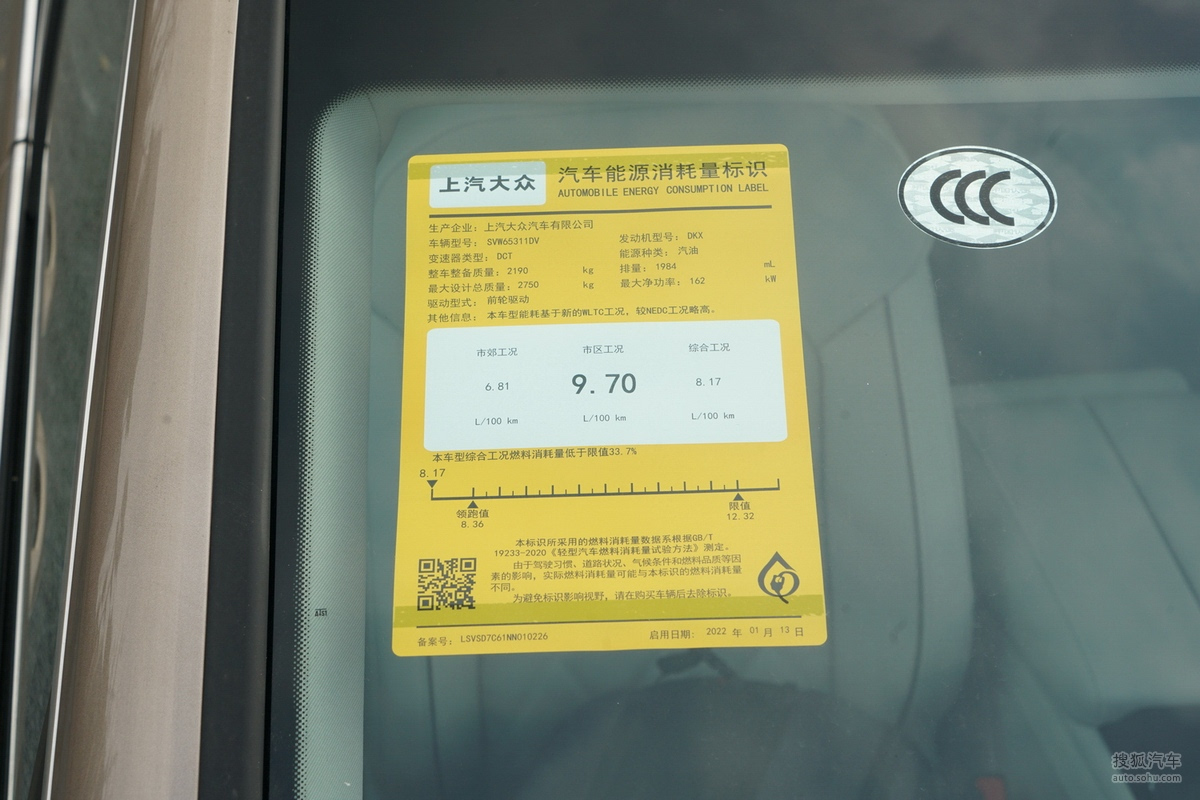 上汽大众
汽车能源消耗量标识
AUTOMOBILE ENERGY CONSUMPTION LABEL
生产企业：上汽大众汽车有限公司
车辆型号：SVW65311DV
发动机型号：DKX
变速器类型：DCT
能源种类：汽油
整车整备质量：2190 kg
排量：1984 mL
最大设计总质量：2750 kg
最大净功率：162 kW
驱动型式：前轮驱动
其他信息：本车型能耗基于新的WLTC工况，较NEDC工况略高。
市郊工况 市区工况 综合工况
6.81 9.70 8.17
L/100 km L/100 km L/100 km
本车型综合工况燃料消耗量低于限值33.7%
8.17
领跑值 限值
8.36 12.32
本标识所采用的燃料消耗量数据系根据GB/T
19233-2020《轻型汽车燃料消耗量试验方法》测定。
由于驾驶习惯、道路状况、气候条件和燃料品质等因
素的影响，实际燃料消耗量可能与本标识的燃料消耗量
不同。
为避免标识影响视野，请在购买车辆后去除标识。
备案号：LSVSD7C61NN010226
启用日期：2022 年 01 月 13 日
CCC
搜狐汽车
auto.sohu.com